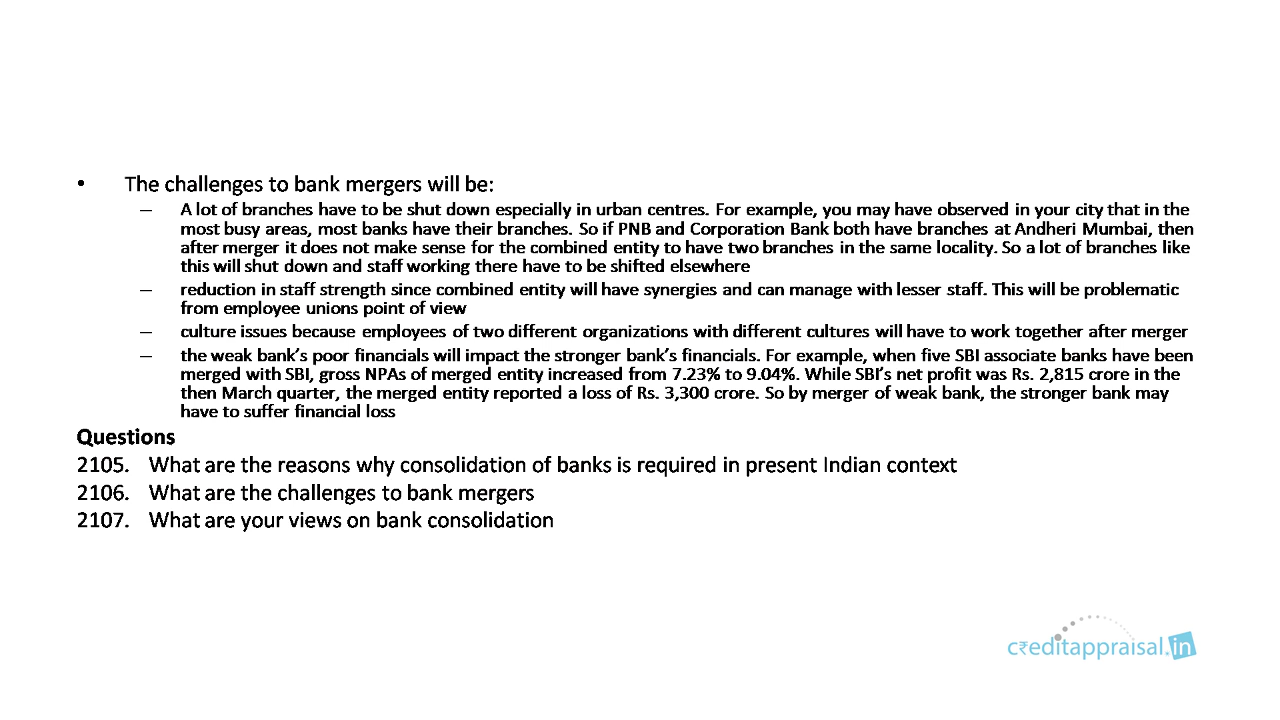 • The challenges to bank mergers will be:
– A lot of branches have to be shut down especially in urban centres. For example, you may have observed in your city that in the
most busy areas, most banks have their branches. So if PNB and Corporation Bank both have branches at Andheri Mumbai, then
after merger it does not make sense for the combined entity to have two branches in the same locality. So a lot of branches like
this will shut down and staff working there have to be shifted elsewhere
– reduction in staff strength since combined entity will have synergies and can manage with lesser staff. This will be problematic
from employee unions point of view
– culture issues because employees of two different organizations with different cultures will have to work together after merger
– the weak bank's poor financials will impact the stronger bank's financials. For example, when five SBI associate banks have been
merged with SBI, gross NPAs of merged entity increased from 7.23% to 9.04%. While SBI's net profit was Rs. 2,815 crore in the
then March quarter, the merged entity reported a loss of Rs. 3,300 crore. So by merger of weak bank, the stronger bank may
have to suffer financial loss
Questions
2105. What are the reasons why consolidation of banks is required in present Indian context
2106. What are the challenges to bank mergers
2107. What are your views on bank consolidation
c₹editappraisal.in